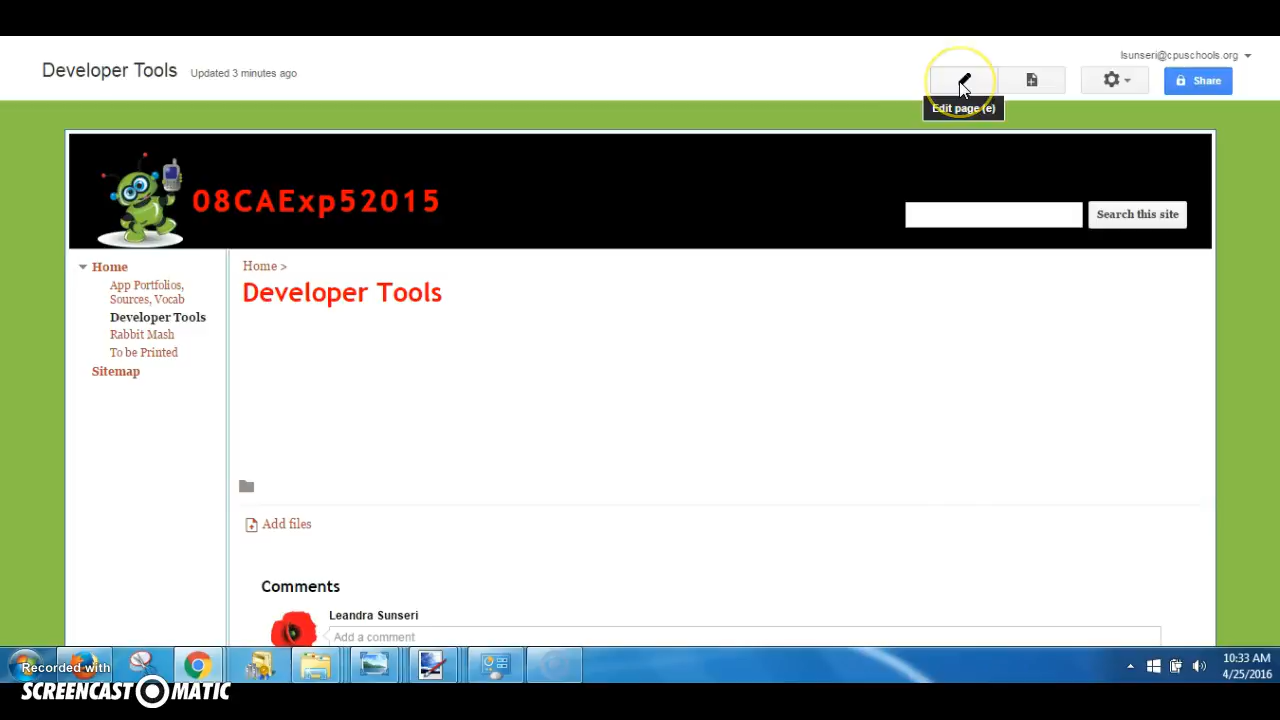 lsunseri@cpuschools.org
Developer Tools Updated 3 minutes ago
Share
Edit page (e)
08CAExp52015
Search this site
Home
App Portfolios,
Sources, Vocab
Developer Tools
Rabbit Mash
To be Printed
Sitemap
Home >
Developer Tools
Add files
Comments
Leandra Sunseri
Add a comment
Recorded with
SCREENCAST-O-MATIC
10:33 AM
4/25/2016